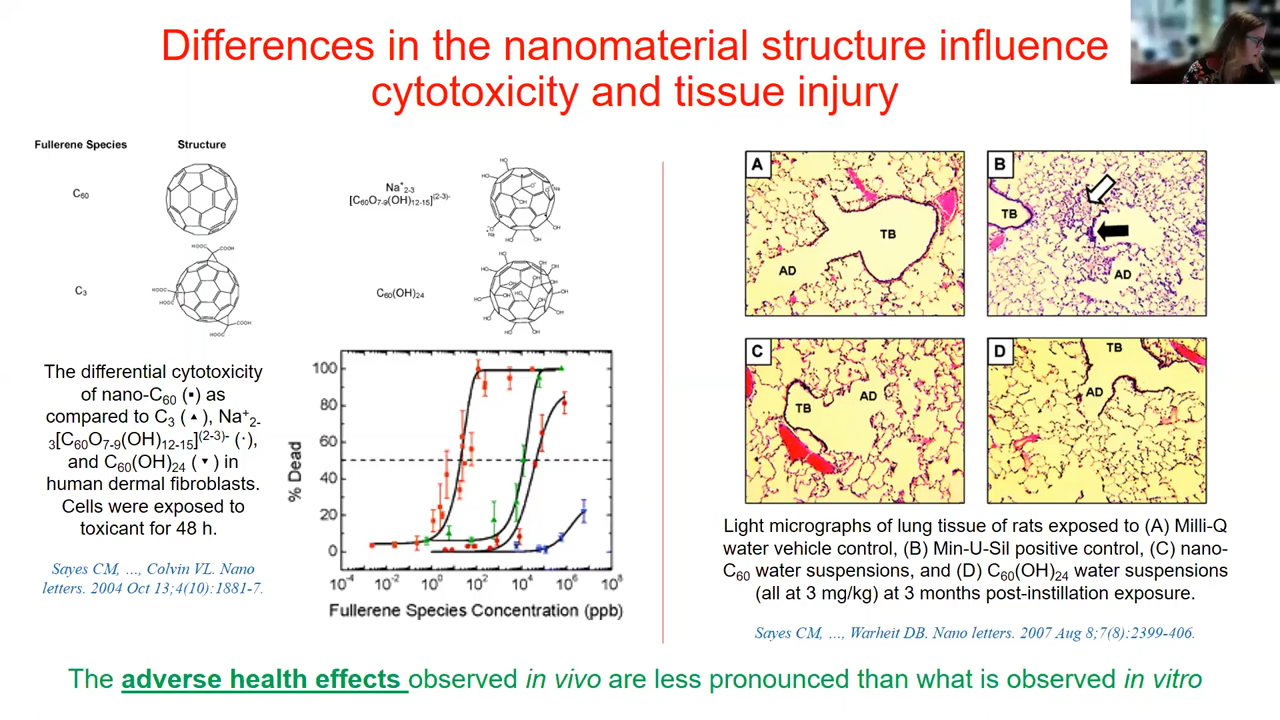 Differences in the nanomaterial structure influence
cytotoxicity and tissue injury
Fullerene Species Structure
C60
Na+2-3
[C60O7-9(OH)12-15](2-3)-
C3
C60(OH)24
The differential cytotoxicity
of nano-C60 (▪) as
compared to C3 (▲), Na+2-
3[C60O7-9(OH)12-15](2-3)- (·),
and C60(OH)24 (▼) in
human dermal fibroblasts.
Cells were exposed to
toxicant for 48 h.
Sayes CM, ..., Colvin VL. Nano
letters. 2004 Oct 13;4(10):1881-7.
% Dead
100
80
60
40
20
0
10-4 10-2 100 102 104 106 108
Fullerene Species Concentration (ppb)
A
TB
AD
B
TB
AD
C
TB
AD
D
TB
AD
Light micrographs of lung tissue of rats exposed to (A) Milli-Q
water vehicle control, (B) Min-U-Sil positive control, (C) nano-
C60 water suspensions, and (D) C60(OH)24 water suspensions
(all at 3 mg/kg) at 3 months post-instillation exposure.
Sayes CM, ..., Warheit DB. Nano letters. 2007 Aug 8;7(8):2399-406.
The adverse health effects observed in vivo are less pronounced than what is observed in vitro